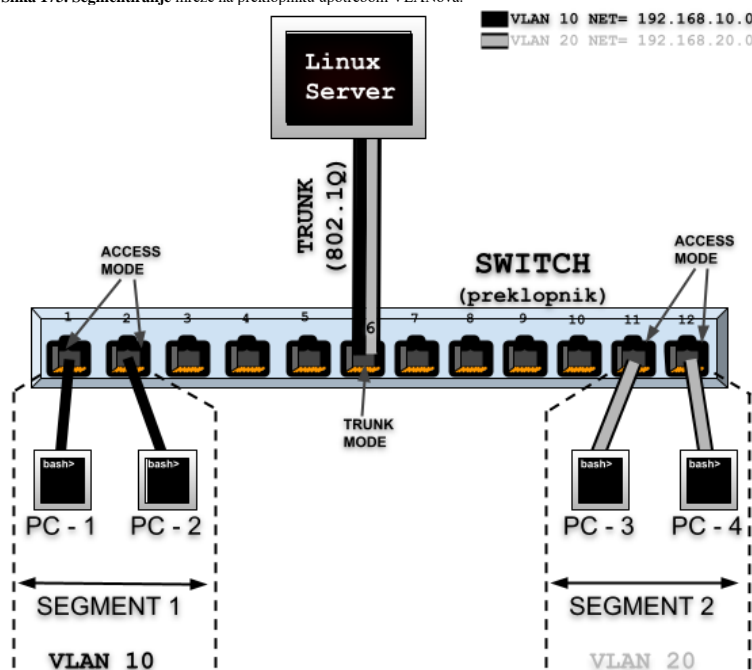 Slika 175. Segmentiranje mreže na preklopniku upotrebom VLANova.
VLAN 10 NET= 192.168.10.0
VLAN 20 NET= 192.168.20.0
Linux
Server
TRUNK
(802.1Q)
ACCESS
MODE
SWITCH
(preklopnik)
ACCESS
MODE
1 2 3 4 5 6 7 8 9 10 11 12
TRUNK
MODE
bash>
bash>
bash>
bash>
PC - 1
PC - 2
PC - 3
PC - 4
SEGMENT 1
SEGMENT 2
VLAN 10
VLAN 20